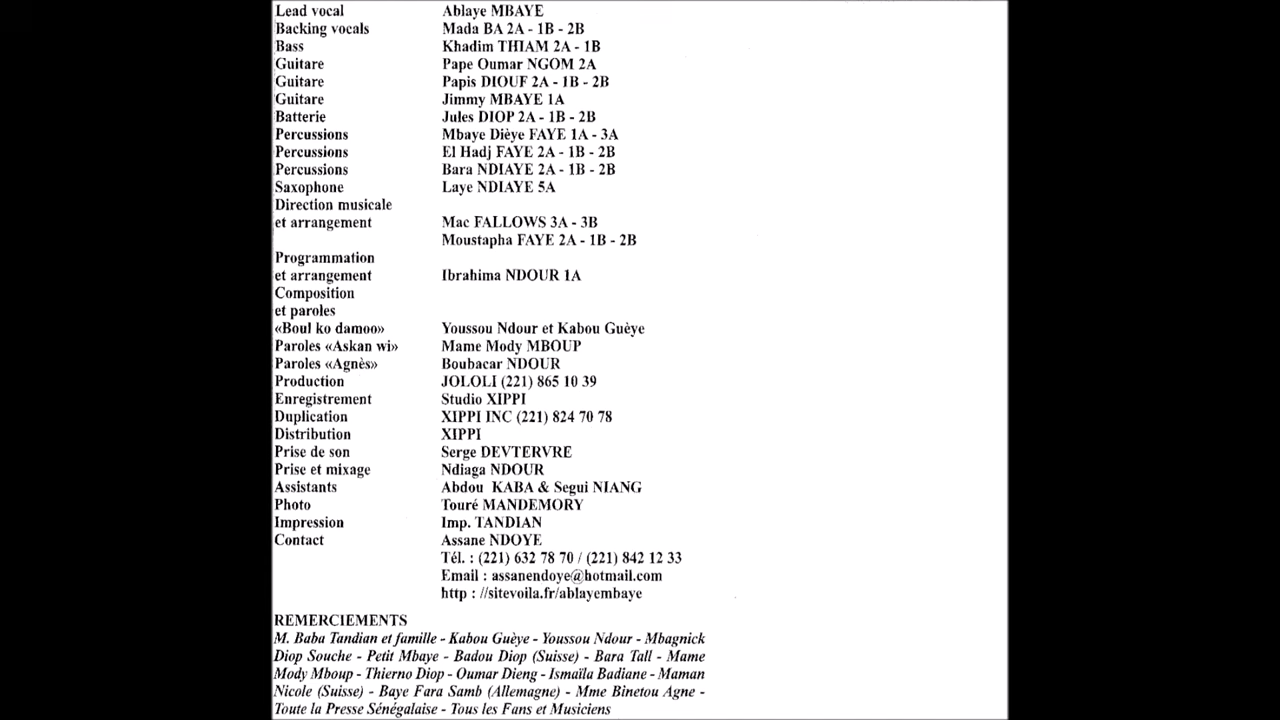 Lead vocal Ablaye MBAYE
Backing vocals Mada BA 2A - 1B - 2B
Bass Khadim THIAM 2A - 1B
Guitare Pape Oumar NGOM 2A
Guitare Papis DIOUF 2A - 1B - 2B
Guitare Jimmy MBAYE 1A
Batterie Jules DIOP 2A - 1B - 2B
Percussions Mbaye Dièye FAYE 1A - 3A
Percussions El Hadj FAYE 2A - 1B - 2B
Percussions Bara NDIAYE 2A - 1B - 2B
Saxophone Laye NDIAYE 5A
Direction musicale
et arrangement Mac FALLOWS 3A - 3B
Moustapha FAYE 2A - 1B - 2B
Programmation
et arrangement Ibrahima NDOUR 1A
Composition
et paroles
«Boul ko damoo» Youssou Ndour et Kabou Guèye
Paroles «Askan wi» Mame Mody MBOUP
Paroles «Agnès» Boubacar NDOUR
Production JOLOLI (221) 865 10 39
Enregistrement Studio XIPPI
Duplication XIPPI INC (221) 824 70 78
Distribution XIPPI
Prise de son Serge DEVTERVRE
Prise et mixage Ndiaga NDOUR
Assistants Abdou KABA & Segui NIANG
Photo Touré MANDEMORY
Impression Imp. TANDIAN
Contact Assane NDOYE
Tél. : (221) 632 78 70 / (221) 842 12 33
Email : assanendoye@hotmail.com
http : //sitevoila.fr/ablayembaye
REMERCIEMENTS
M. Baba Tandian et famille - Kabou Guèye - Youssou Ndour - Mbagnick
Diop Souche - Petit Mbaye - Badou Diop (Suisse) - Bara Tall - Mame
Mody Mboup - Thierno Diop - Oumar Dieng - Ismaïla Badiane - Maman
Nicole (Suisse) - Baye Fara Samb (Allemagne) - Mme Binetou Agne -
Toute la Presse Sénégalaise - Tous les Fans et Musiciens